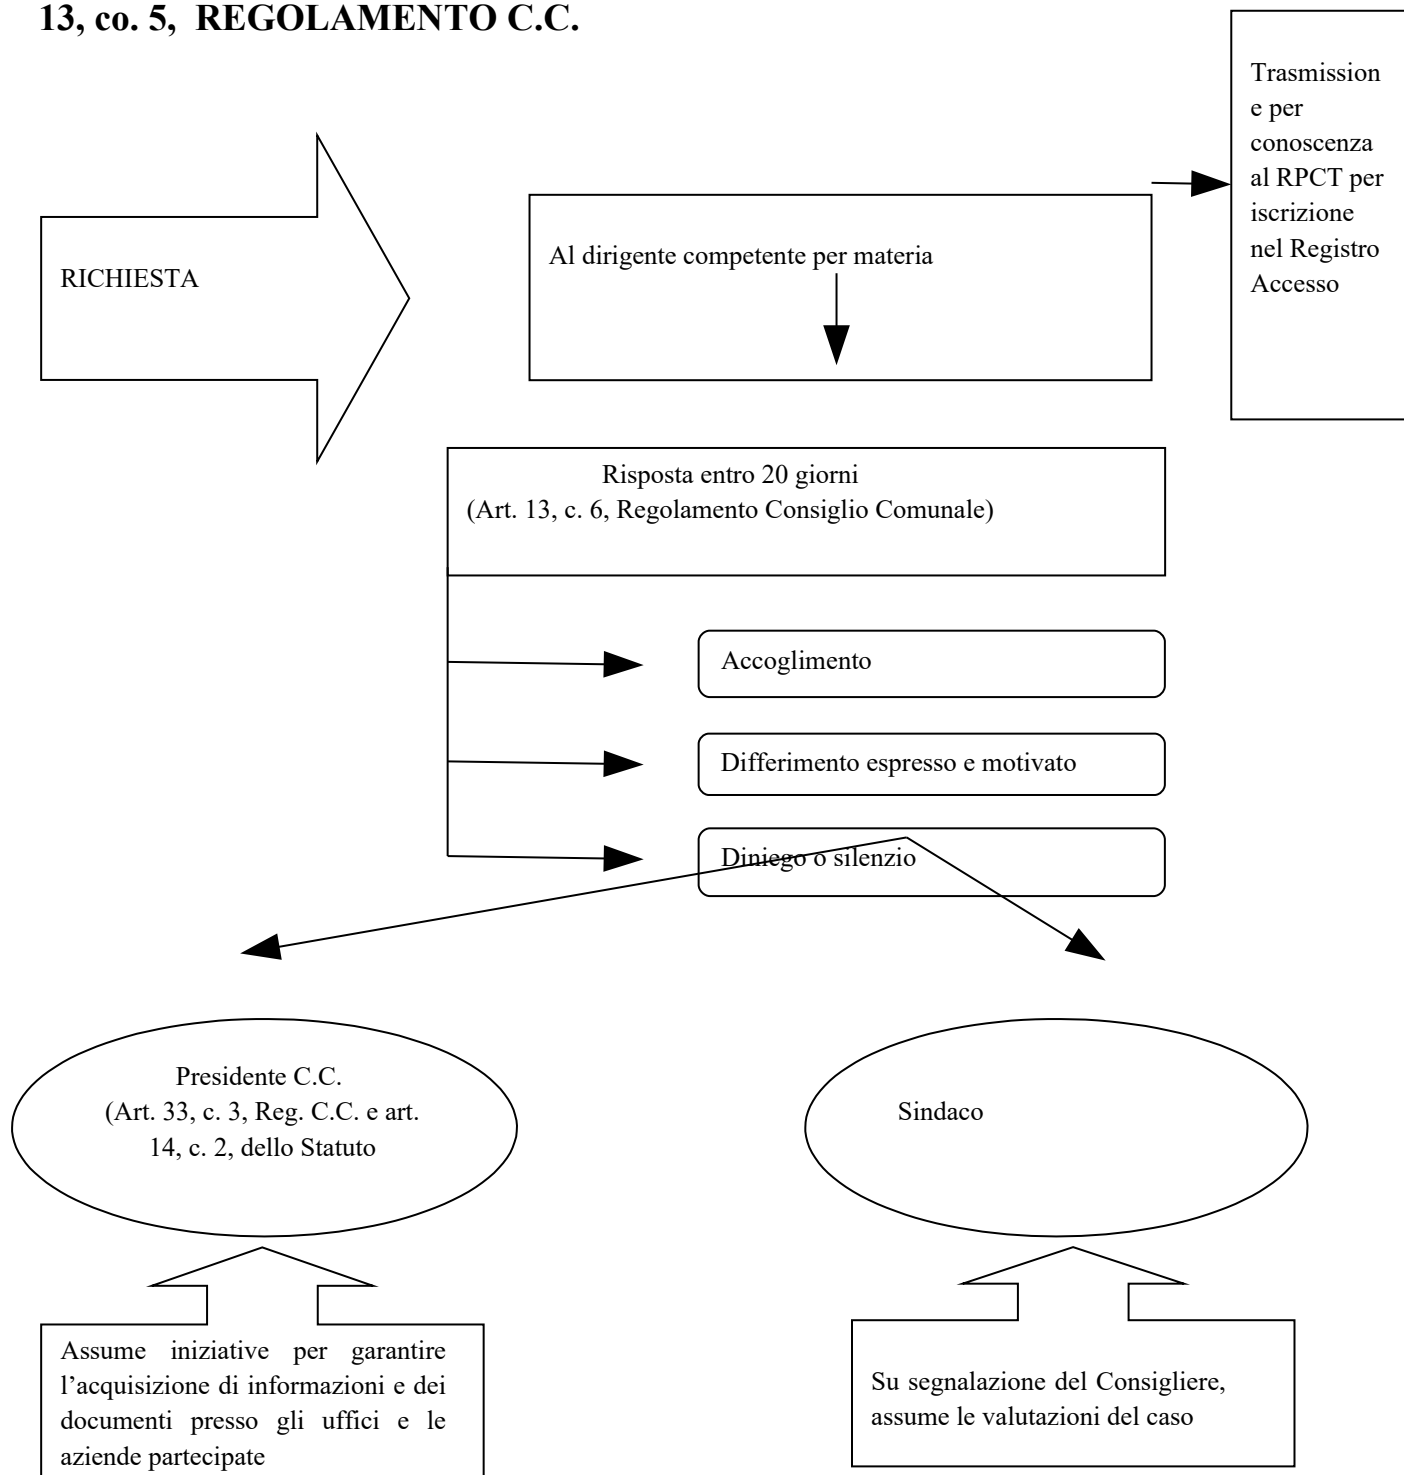 13, co. 5, REGOLAMENTO C.C.
Trasmission
e per
conoscenza
al RPCT per
iscrizione
nel Registro
Accesso
RICHIESTA
Al dirigente competente per materia
Risposta entro 20 giorni
(Art. 13, c. 6, Regolamento Consiglio Comunale)
Accoglimento
Differimento espresso e motivato
Diniego o silenzio
Presidente C.C.
(Art. 33, c. 3, Reg. C.C. e art.
14, c. 2, dello Statuto
Sindaco
Assume iniziative per garantire
l’acquisizione di informazioni e dei
documenti presso gli uffici e le
aziende partecipate
Su segnalazione del Consigliere,
assume le valutazioni del caso